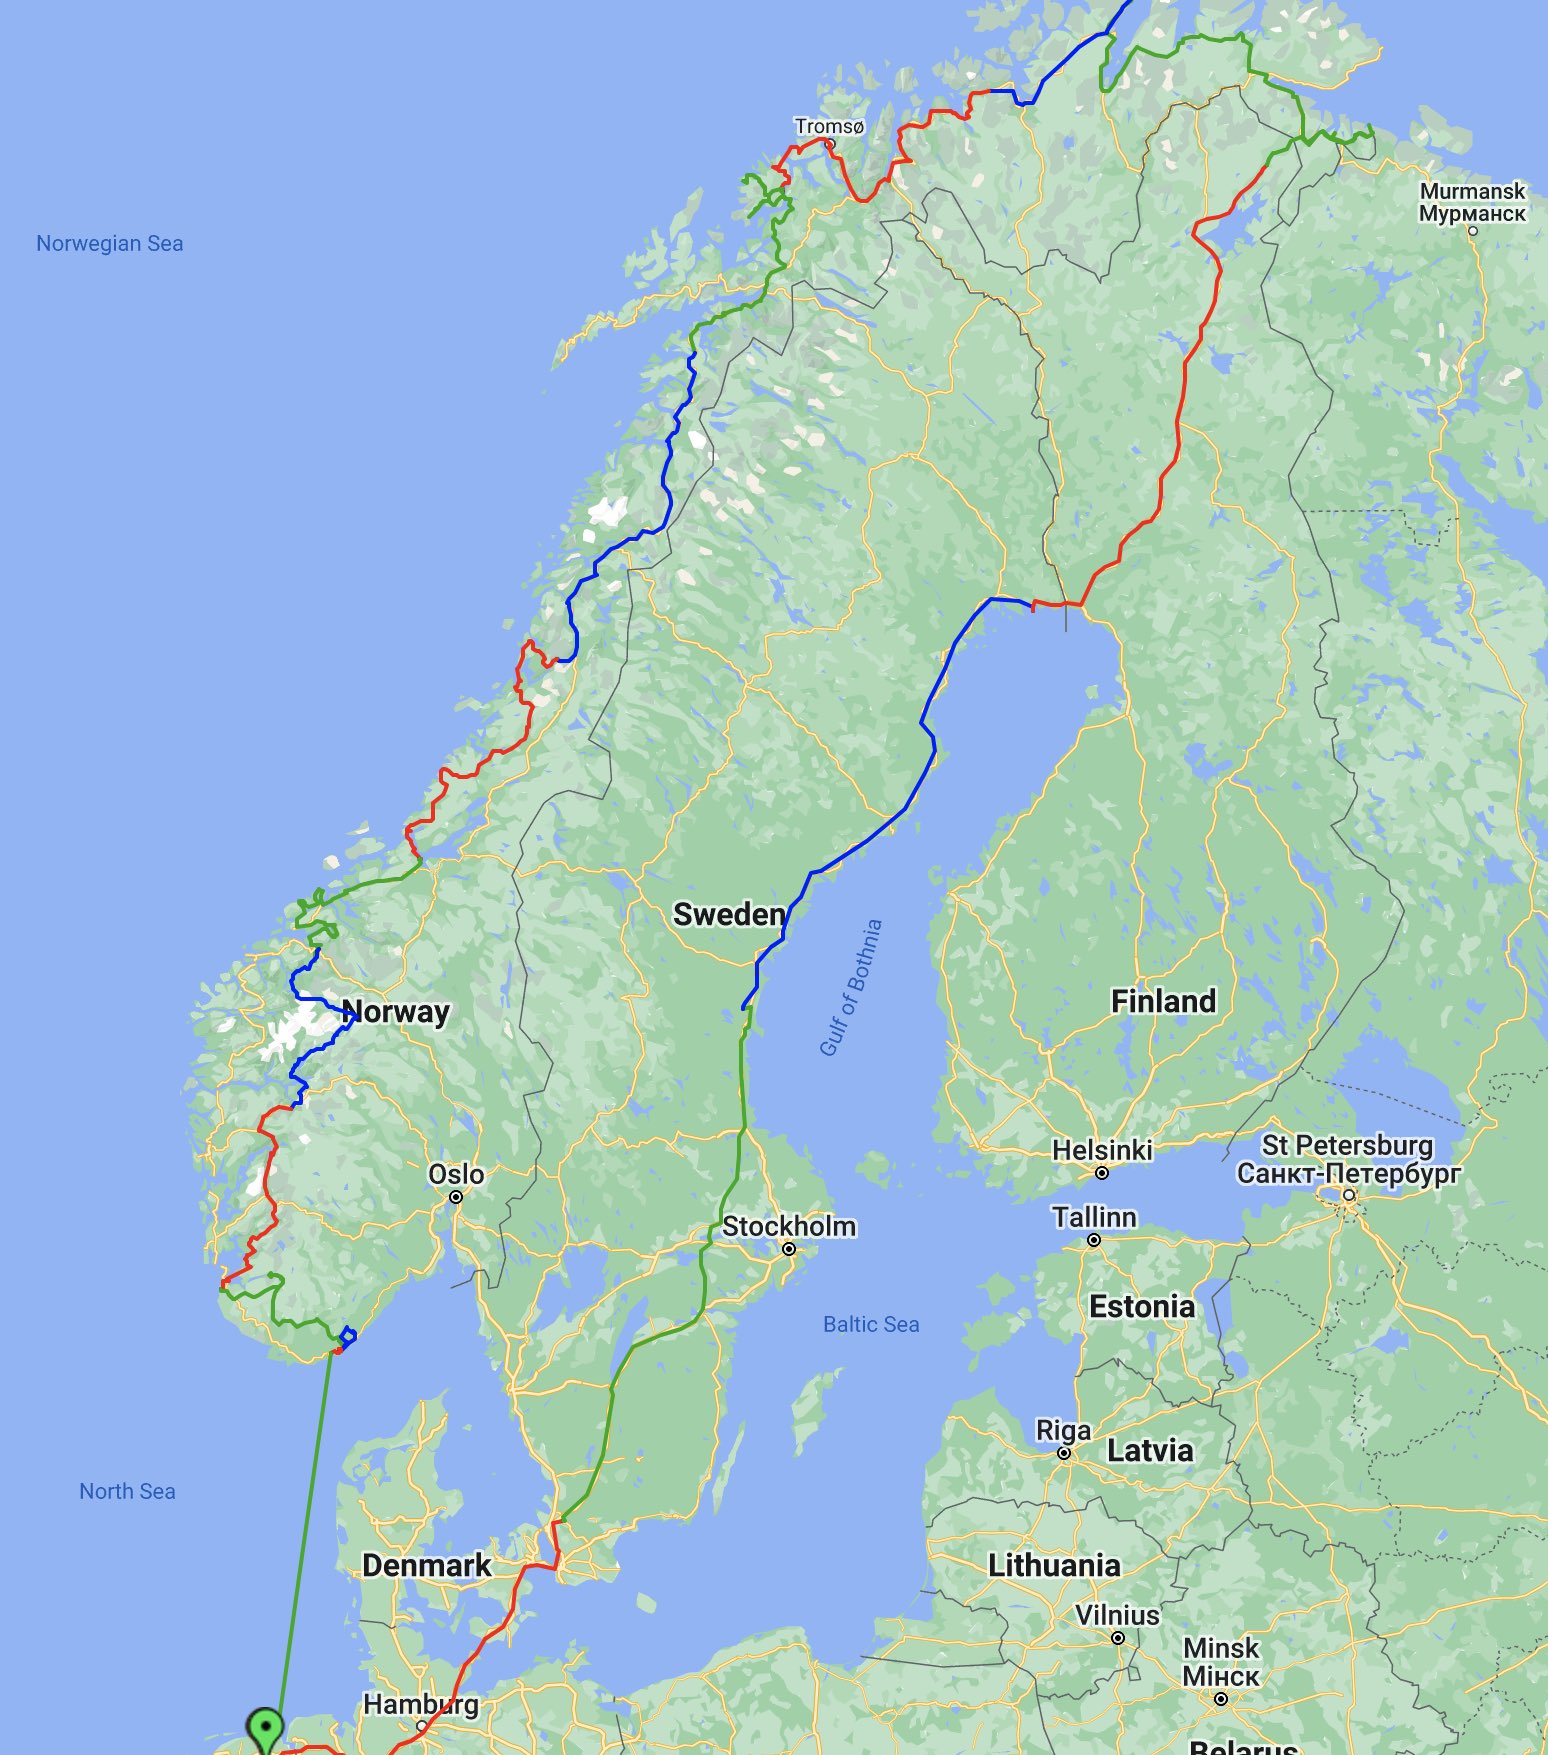 Tromsø
Murmansk
Мурманск
Norwegian Sea
Sweden
Gulf of Bothnia
Finland
Norway
Helsinki
St Petersburg
Санкт-Петербург
Oslo
Stockholm
Tallinn
Estonia
Baltic Sea
Riga
Latvia
North Sea
Denmark
Lithuania
Vilnius
Minsk
Мінск
Hamburg
Belarus